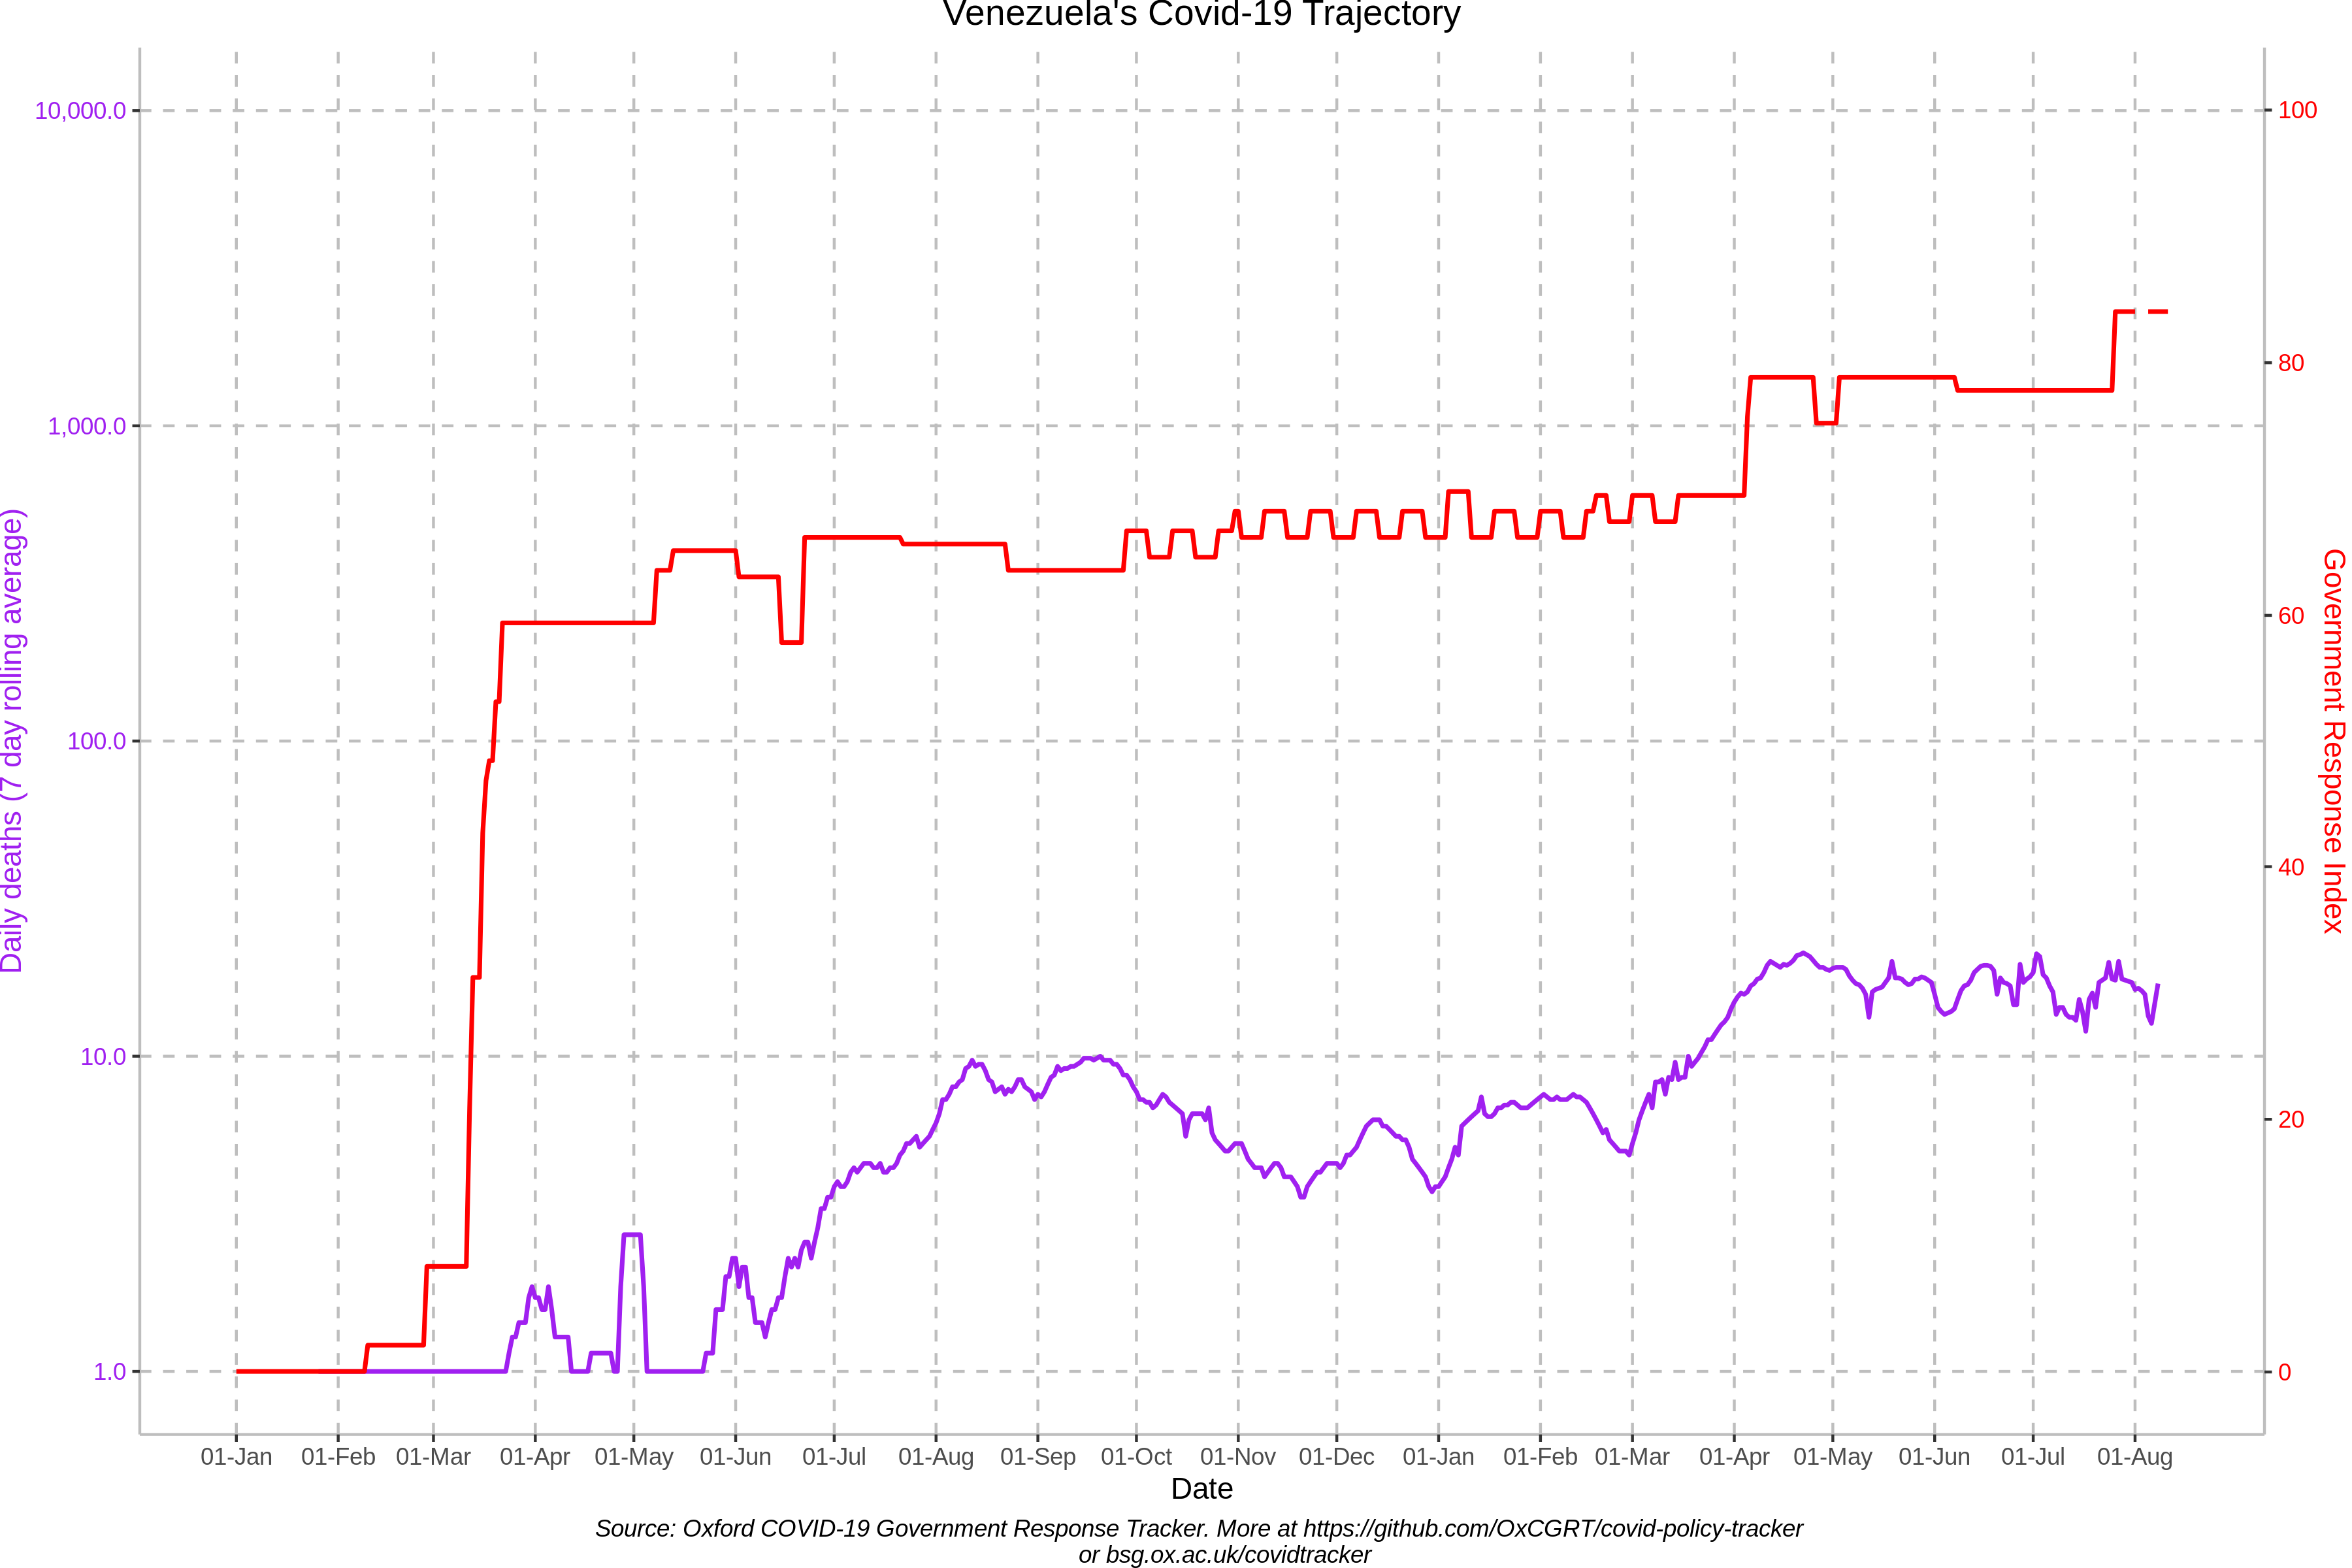 Venezuela's Covid-19 Trajectory
10,000.0
1,000.0
100.0
10.0
1.0
Daily deaths (7 day rolling average)
100
80
60
40
20
0
Government Response Index
01-Jan 01-Feb 01-Mar 01-Apr 01-May 01-Jun 01-Jul 01-Aug 01-Sep 01-Oct 01-Nov 01-Dec 01-Jan 01-Feb 01-Mar 01-Apr 01-May 01-Jun 01-Jul 01-Aug
Date
Source: Oxford COVID-19 Government Response Tracker. More at https://github.com/OxCGRT/covid-policy-tracker
or bsg.ox.ac.uk/covidtracker